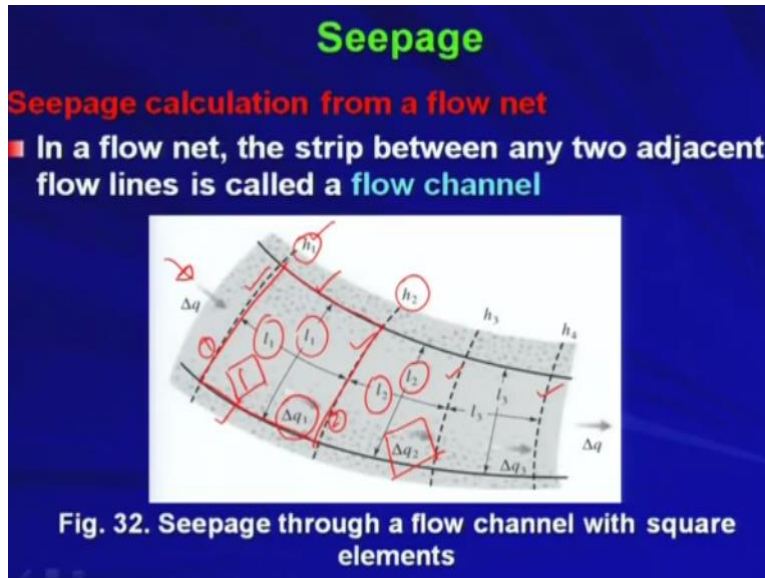 Seepage
Seepage calculation from a flow net
In a flow net, the strip between any two adjacent
flow lines is called a flow channel
h₁
h₂
h₃
h₄
Δq
l₁ l₁
l₂ l₂
l₃
l₃
1
2
Δq₁
Δq₂
Δq₃
Δq
Fig. 32. Seepage through a flow channel with square
elements